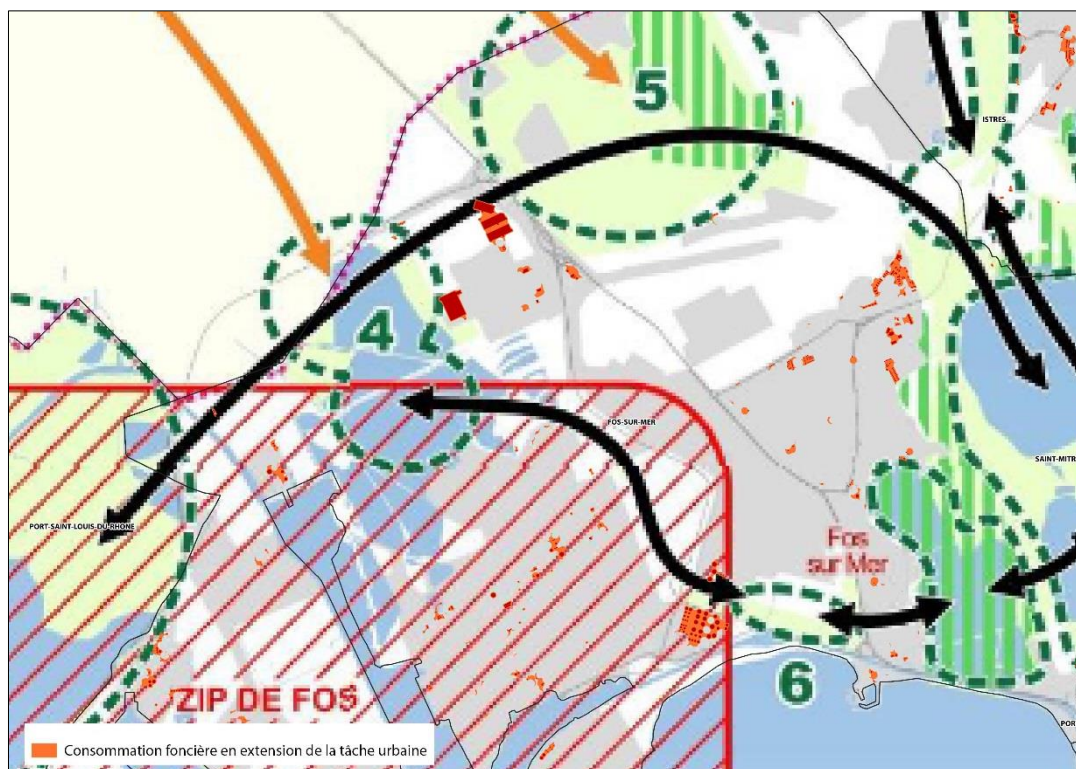 5
ISTRES
4
FOS-SUR-MER
SAINT-MITR
PORT-SAINT-LOUIS-DU-RHONE
Fos
sur Mer
6
ZIP DE FOS
POR
Consommation foncière en extension de la tâche urbaine